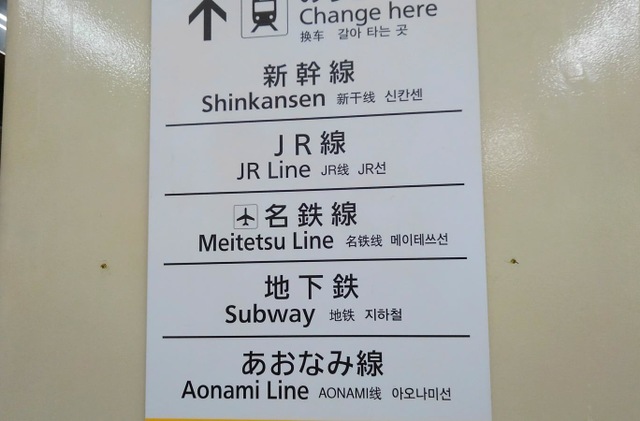 Change here
换车 갈아 타는 곳
新幹線
Shinkansen 新干线 신칸센
JR線
JR Line JR线 JR선
名鉄線
Meitetsu Line 名铁线 메이테쓰선
地下鉄
Subway 地铁 지하철
あおなみ線
Aonami Line AONAMI线 아오나미선